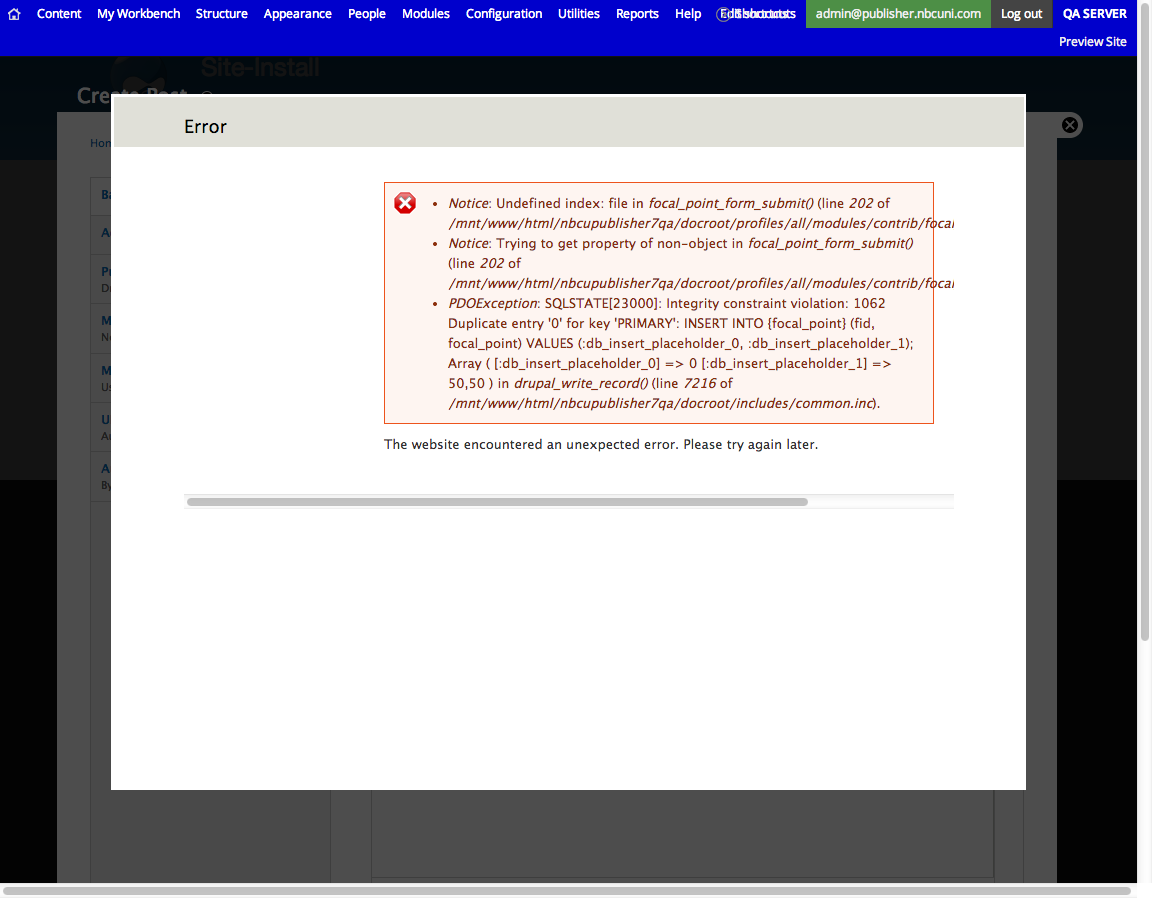 Content My Workbench Structure Appearance People Modules Configuration Utilities Reports Help Edit shortcuts admin@publisher.nbcuni.com Log out QA SERVER
Preview Site
Site-Install
Create Post
Hom
Error
Notice: Undefined index: file in focal_point_form_submit() (line 202 of
/mnt/www/html/nbcupublisher7qa/docroot/profiles/all/modules/contrib/focal
Notice: Trying to get property of non-object in focal_point_form_submit()
(line 202 of
/mnt/www/html/nbcupublisher7qa/docroot/profiles/all/modules/contrib/focal
PDOException: SQLSTATE[23000]: Integrity constraint violation: 1062
Duplicate entry '0' for key 'PRIMARY': INSERT INTO {focal_point} (fid,
focal_point) VALUES (:db_insert_placeholder_0, :db_insert_placeholder_1);
Array ( [:db_insert_placeholder_0] => 0 [:db_insert_placeholder_1] =>
50,50 ) in drupal_write_record() (line 7216 of
/mnt/www/html/nbcupublisher7qa/docroot/includes/common.inc).
The website encountered an unexpected error. Please try again later.